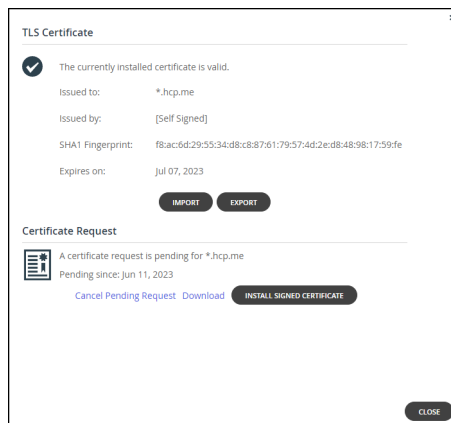 TLS Certificate
The currently installed certificate is valid.
Issued to: *.hcp.me
Issued by: [Self Signed]
SHA1 Fingerprint: f8:ac:6d:29:55:34:d8:c8:87:61:79:57:4d:2e:d8:48:98:17:59:fe
Expires on: Jul 07, 2023
IMPORT EXPORT
Certificate Request
A certificate request is pending for *.hcp.me
Pending since: Jun 11, 2023
Cancel Pending Request Download INSTALL SIGNED CERTIFICATE
CLOSE